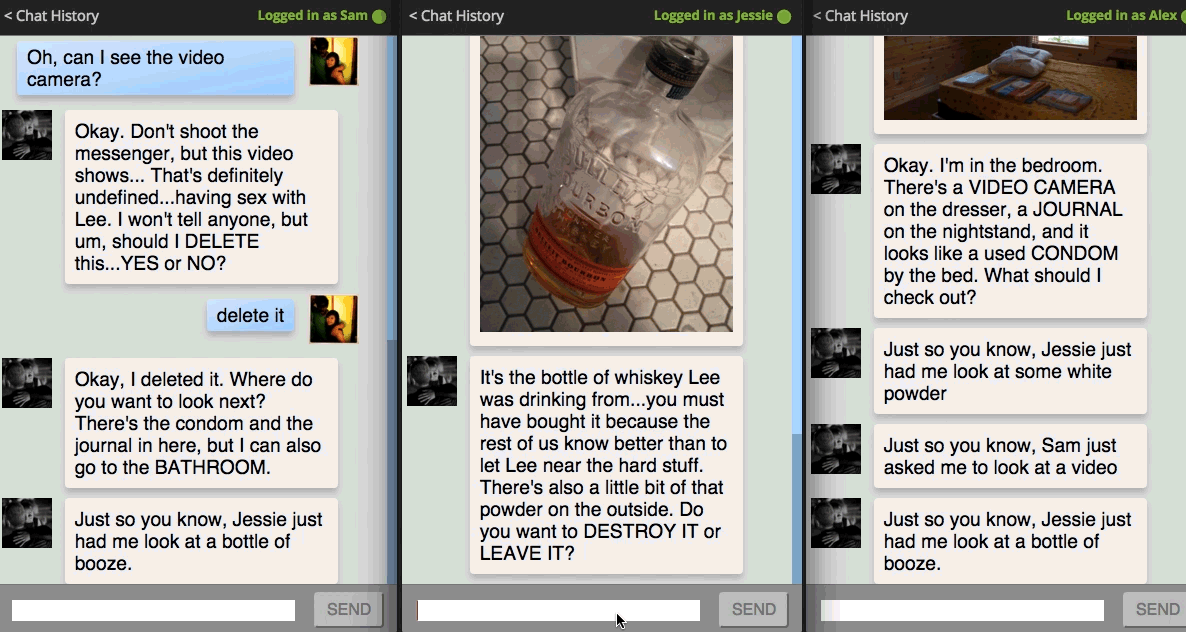 < Chat History
Logged in as Sam
Oh, can I see the video
camera?
Okay. Don't shoot the
messenger, but this video
shows... That's definitely
undefined...having sex with
Lee. I won't tell anyone, but
um, should I DELETE
this...YES or NO?
delete it
Okay, I deleted it. Where do
you want to look next?
There's the condom and the
journal in here, but I can also
go to the BATHROOM.
Just so you know, Jessie just
had me look at a bottle of
booze.
SEND
< Chat History
Logged in as Jessie
It's the bottle of whiskey Lee
was drinking from...you must
have bought it because the
rest of us know better than to
let Lee near the hard stuff.
There's also a little bit of that
powder on the outside. Do
you want to DESTROY IT or
LEAVE IT?
SEND
< Chat History
Logged in as Alex
Okay. I'm in the bedroom.
There's a VIDEO CAMERA
on the dresser, a JOURNAL
on the nightstand, and it
looks like a used CONDOM
by the bed. What should I
check out?
Just so you know, Jessie just
had me look at some white
powder
Just so you know, Sam just
asked me to look at a video
Just so you know, Jessie just
had me look at a bottle of
booze.
SEND